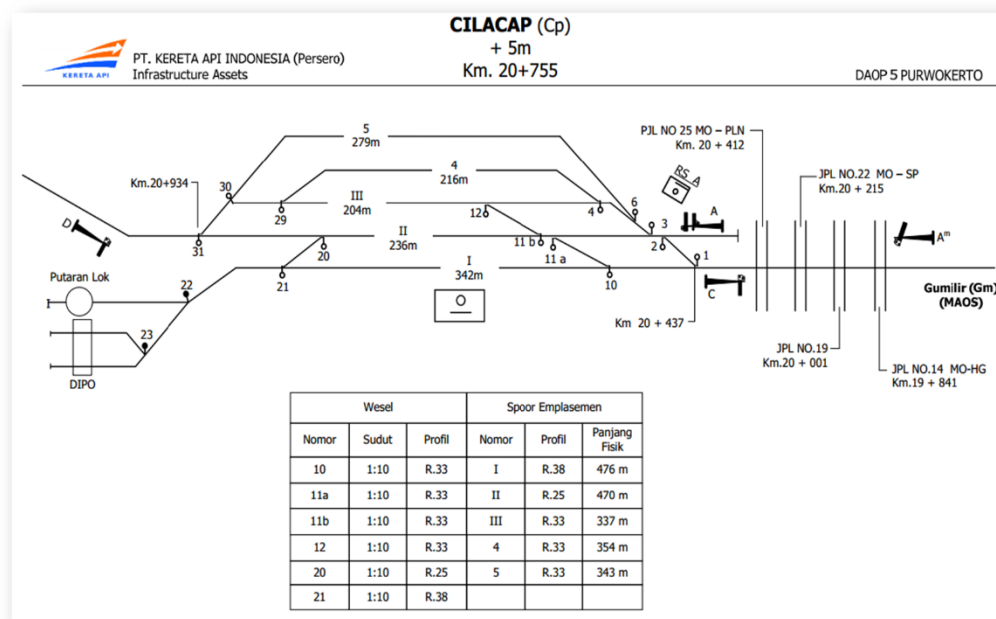 CILACAP (Cp)
+ 5m
Km. 20+755
KERETA API
PT. KERETA API INDONESIA (Persero)
Infrastructure Assets
DAOP 5 PURWOKERTO
5
279m
PJL NO 25 MO – PLN
Km. 20 + 412
4
216m
RS A
JPL NO.22 MO – SP
Km.20 + 215
Km.20+934
30
III
204m
29
12
4
6
3
A
D
II
236m
11 b
2
A^m
31
20
11 a
1
I
342m
21
10
C
Putaran Lok
22
Gumilir (Gm)
(MAOS)
Km 20 + 437
23
JPL NO.19
Km.20 + 001
JPL NO.14 MO-HG
Km.19 + 841
DIPO
Wesel Spoor Emplasemen
Nomor Sudut Profil Nomor Profil Panjang Fisik
10 1:10 R.33 I R.38 476 m
11a 1:10 R.33 II R.25 470 m
11b 1:10 R.33 III R.33 337 m
12 1:10 R.33 4 R.33 354 m
20 1:10 R.25 5 R.33 343 m
21 1:10 R.38